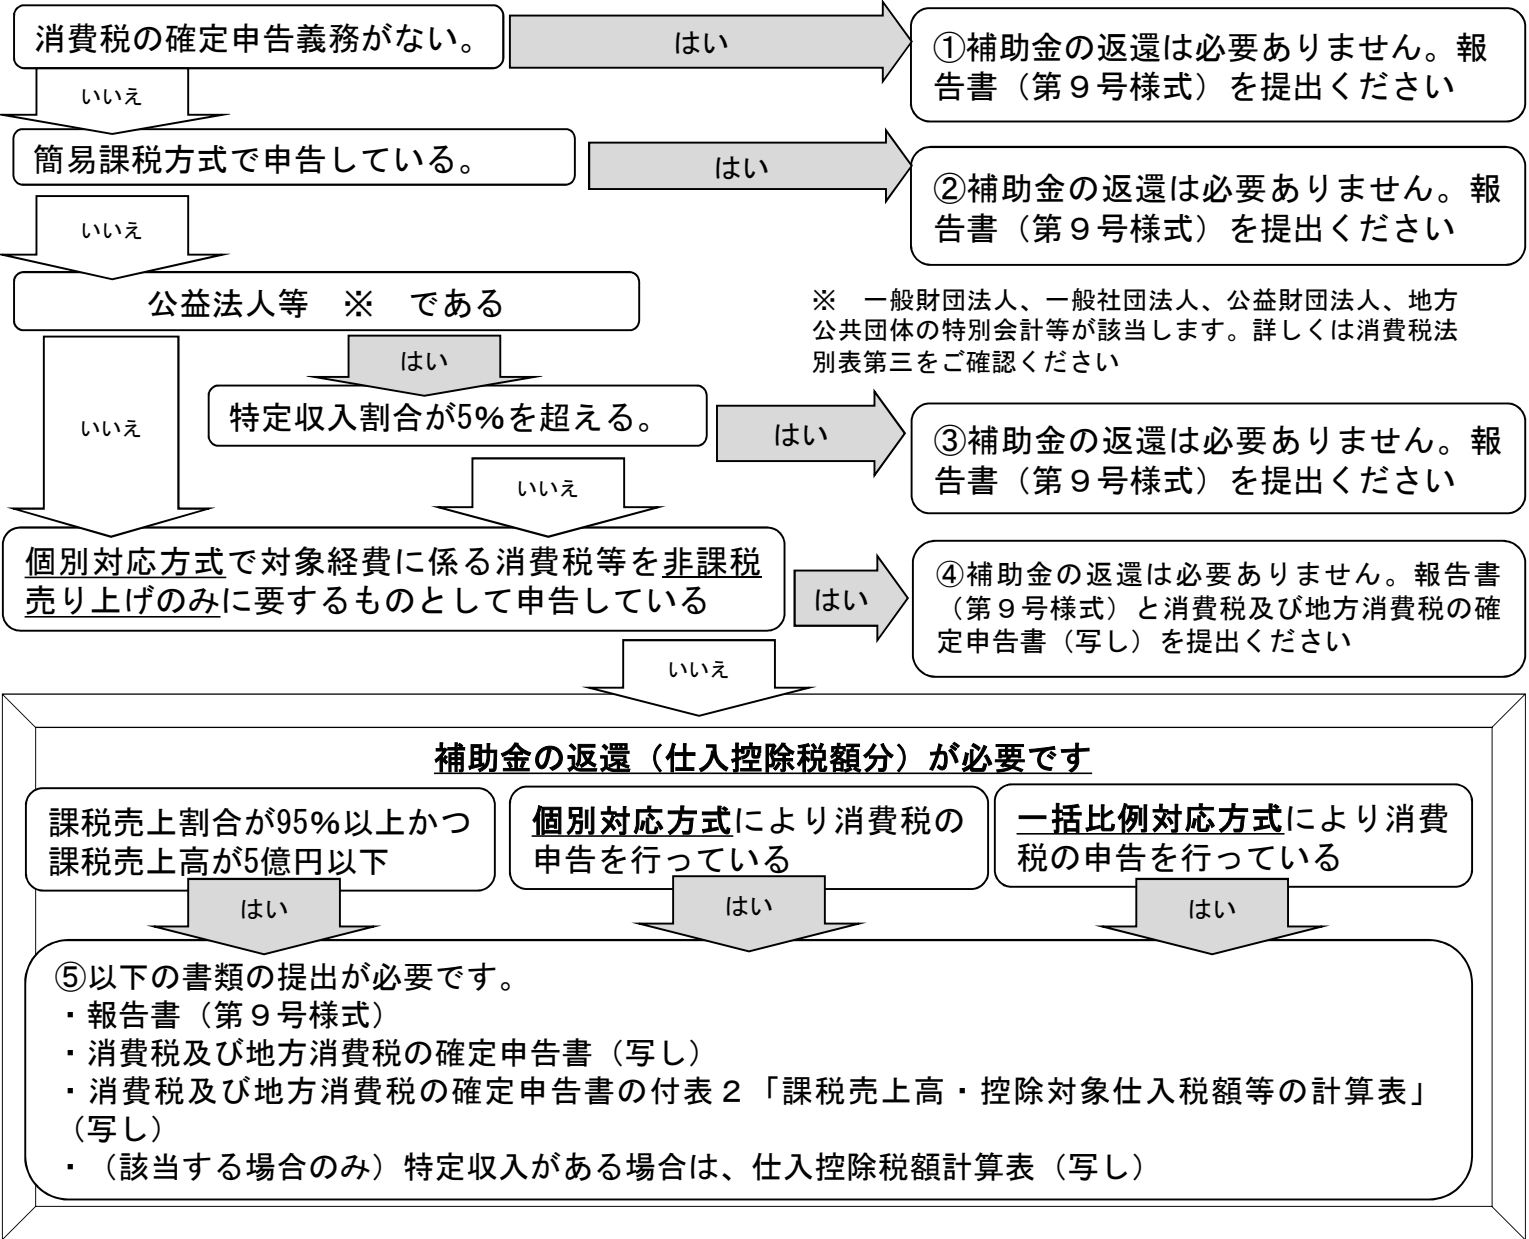 消費税の確定申告義務がない。
はい
①補助金の返還は必要ありません。報
告書（第９号様式）を提出ください
いいえ
簡易課税方式で申告している。
はい
②補助金の返還は必要ありません。報
告書（第９号様式）を提出ください
いいえ
公益法人等　※　である
※　一般財団法人、一般社団法人、公益財団法人、地方
公共団体の特別会計等が該当します。詳しくは消費税法
別表第三をご確認ください
はい
いいえ
特定収入割合が5％を超える。
はい
③補助金の返還は必要ありません。報
告書（第９号様式）を提出ください
いいえ
個別対応方式で対象経費に係る消費税等を非課税
売り上げのみに要するものとして申告している
はい
④補助金の返還は必要ありません。報告書
（第９号様式）と消費税及び地方消費税の確
定申告書（写し）を提出ください
いいえ
補助金の返還（仕入控除税額分）が必要です
課税売上割合が95％以上かつ
課税売上高が5億円以下
個別対応方式により消費税の
申告を行っている
一括比例対応方式により消費
税の申告を行っている
はい
はい
はい
⑤以下の書類の提出が必要です。
・報告書（第９号様式）
・消費税及び地方消費税の確定申告書（写し）
・消費税及び地方消費税の確定申告書の付表２「課税売上高・控除対象仕入税額等の計算表」
（写し）
・（該当する場合のみ）特定収入がある場合は、仕入控除税額計算表（写し）